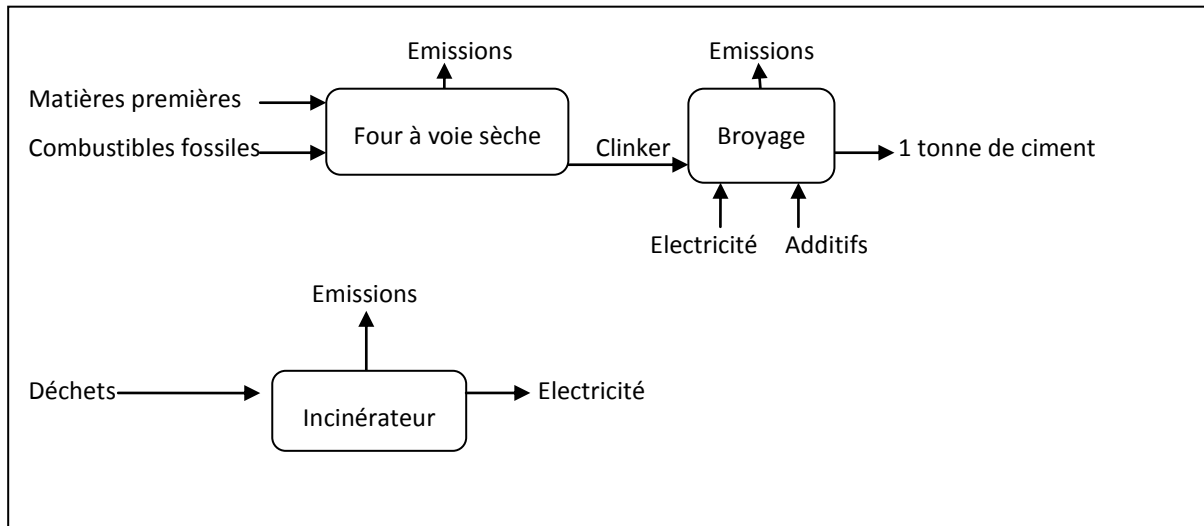 Emissions
Emissions
Matières premières
Four à voie sèche
Broyage
Combustibles fossiles
Clinker
1 tonne de ciment
Electricité
Additifs
Emissions
Déchets
Electricité
Incinérateur